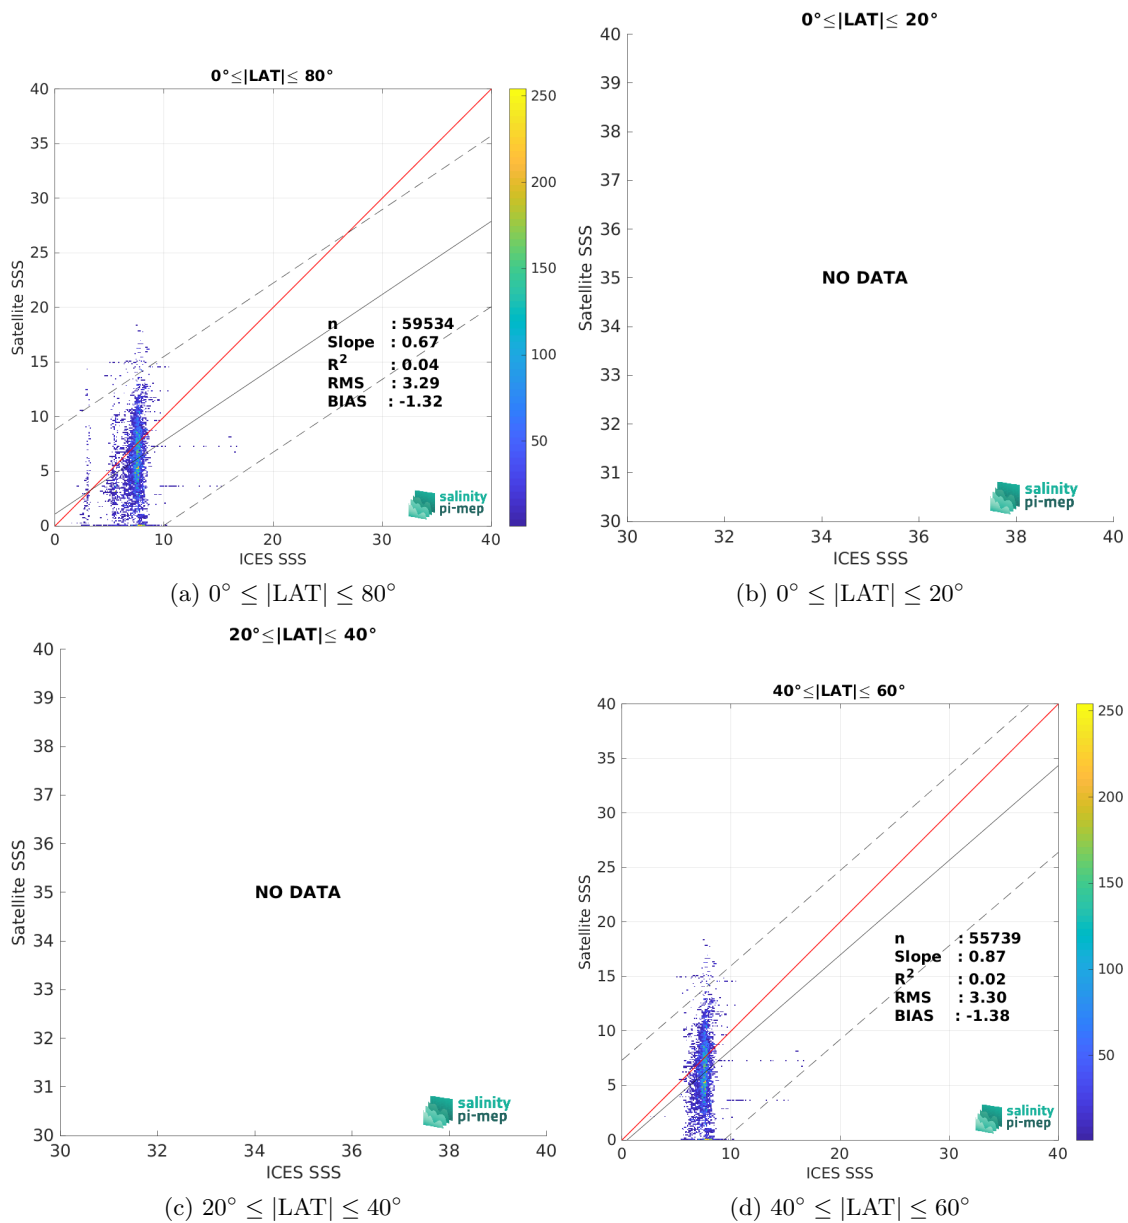 0°≤|LAT|≤ 80°
40
35
30
25
20
15
10
5
0
0
10
20
30
40
Satellite SSS
ICES SSS
n : 59534
Slope : 0.67
R² : 0.04
RMS : 3.29
BIAS : -1.32
250
200
150
100
50
salinity
pi-mep
(a) 0° ≤ |LAT| ≤ 80°
0°≤|LAT|≤ 20°
40
39
38
37
36
35
34
33
32
31
30
30
32
34
36
38
40
Satellite SSS
ICES SSS
NO DATA
salinity
pi-mep
(b) 0° ≤ |LAT| ≤ 20°
20°≤|LAT|≤ 40°
40
39
38
37
36
35
34
33
32
31
30
30
32
34
36
38
40
Satellite SSS
ICES SSS
NO DATA
salinity
pi-mep
(c) 20° ≤ |LAT| ≤ 40°
40°≤|LAT|≤ 60°
40
35
30
25
20
15
10
5
0
0
10
20
30
40
Satellite SSS
ICES SSS
n : 55739
Slope : 0.87
R² : 0.02
RMS : 3.30
BIAS : -1.38
250
200
150
100
50
salinity
pi-mep
(d) 40° ≤ |LAT| ≤ 60°